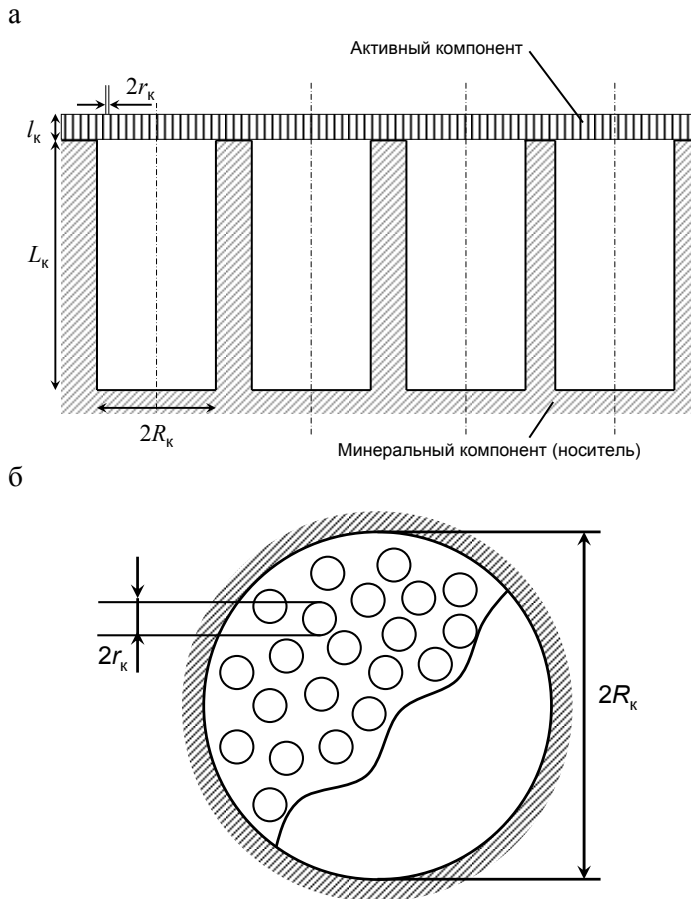 а
Активный компонент
2rк
lк
Lк
2Rк
Минеральный компонент (носитель)
б
2rк
2Rк